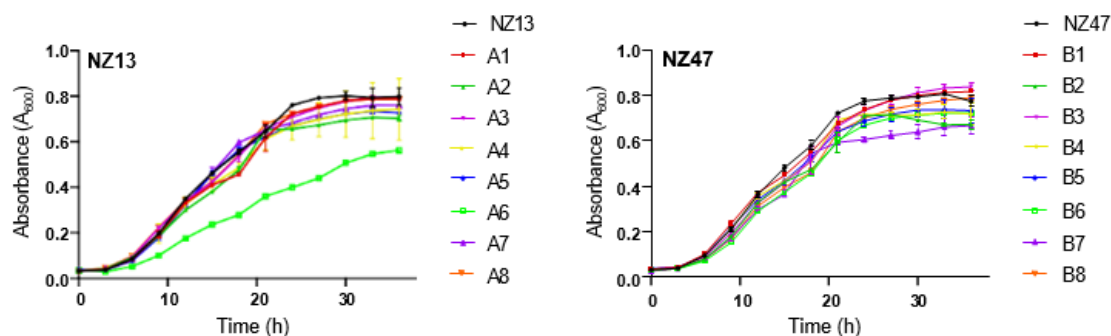 NZ13
Absorbance (A600)
1.0
0.8
0.6
0.4
0.2
0.0
0
10
20
30
Time (h)
NZ13
A1
A2
A3
A4
A5
A6
A7
A8
NZ47
Absorbance (A600)
1.0
0.8
0.6
0.4
0.2
0.0
0
10
20
30
Time (h)
NZ47
B1
B2
B3
B4
B5
B6
B7
B8